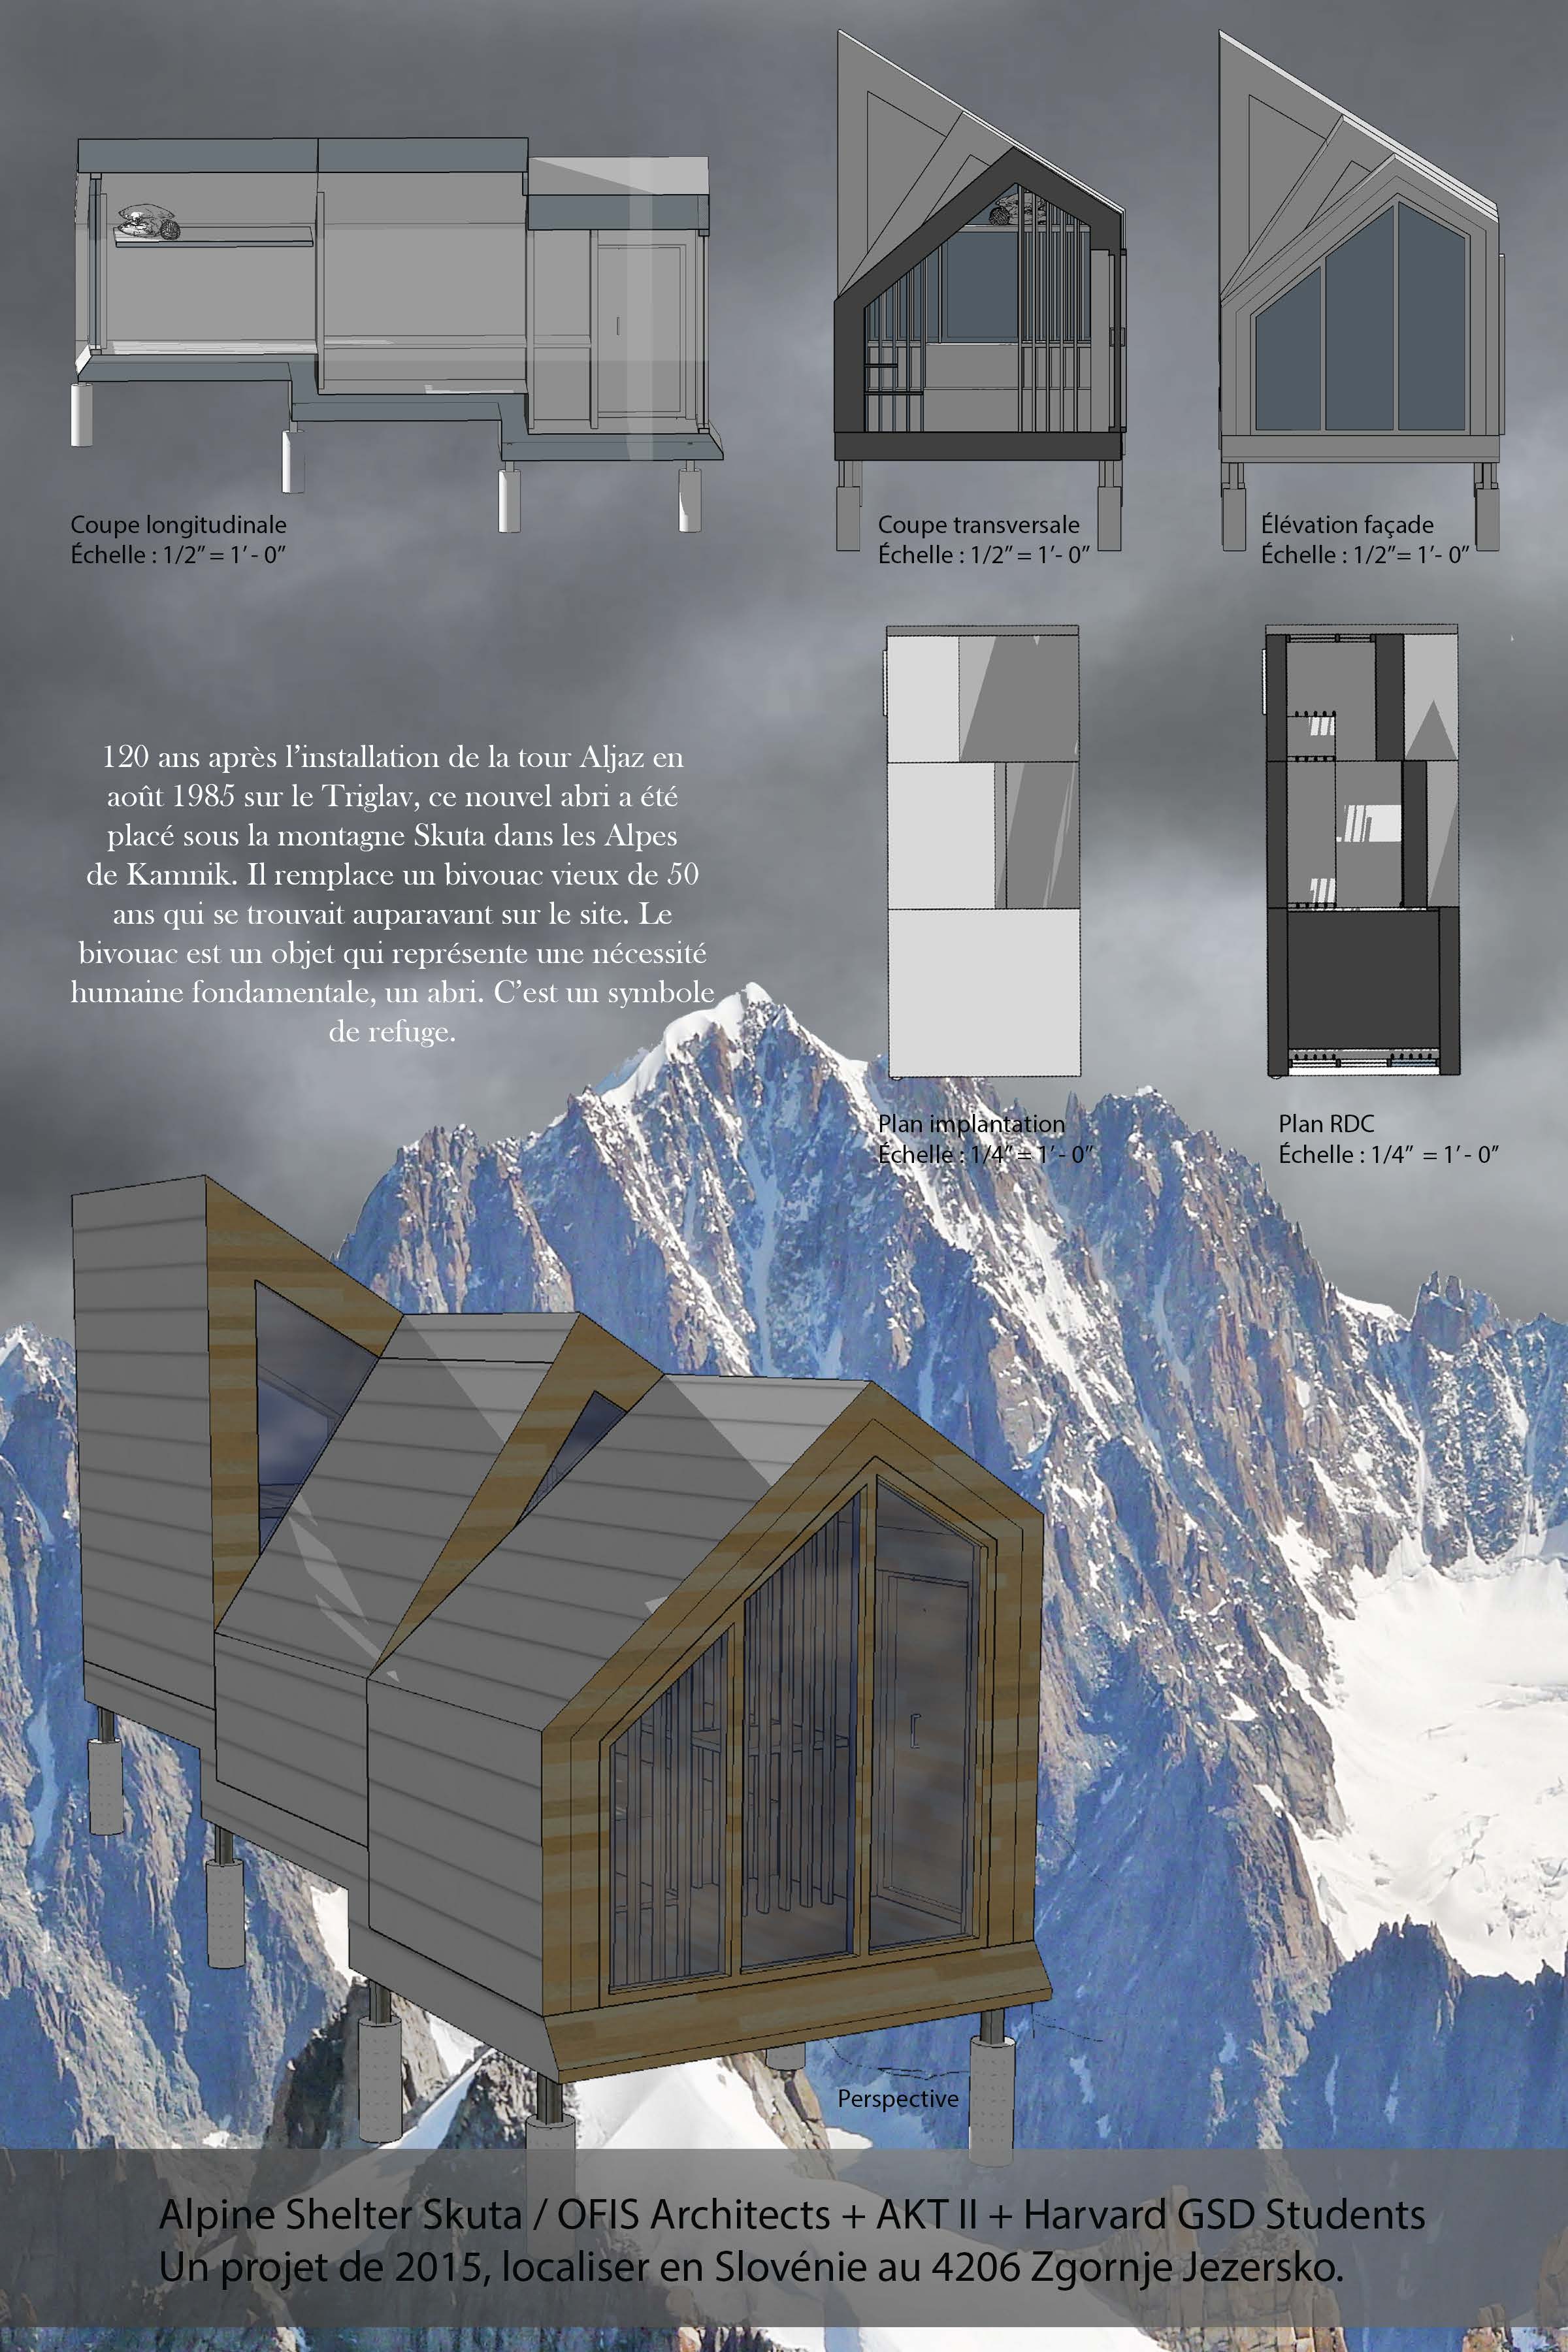 Coupe longitudinale
Échelle : 1/2” = 1’ - 0”
Coupe transversale
Échelle : 1/2” = 1’ - 0”
Élévation façade
Échelle : 1/2”= 1’- 0”
120 ans après l’installation de la tour Aljaz en
août 1985 sur le Triglav, ce nouvel abri a été
placé sous la montagne Skuta dans les Alpes
de Kamnik. Il remplace un bivouac vieux de 50
ans qui se trouvait auparavant sur le site. Le
bivouac est un objet qui représente une nécessité
humaine fondamentale, un abri. C’est un symbole
de refuge.
Plan implantation
Échelle : 1/4” = 1’ - 0”
Plan RDC
Échelle : 1/4” = 1’ - 0”
Perspective
Alpine Shelter Skuta / OFIS Architects + AKT II + Harvard GSD Students
Un projet de 2015, localiser en Slovénie au 4206 Zgornje Jezersko.